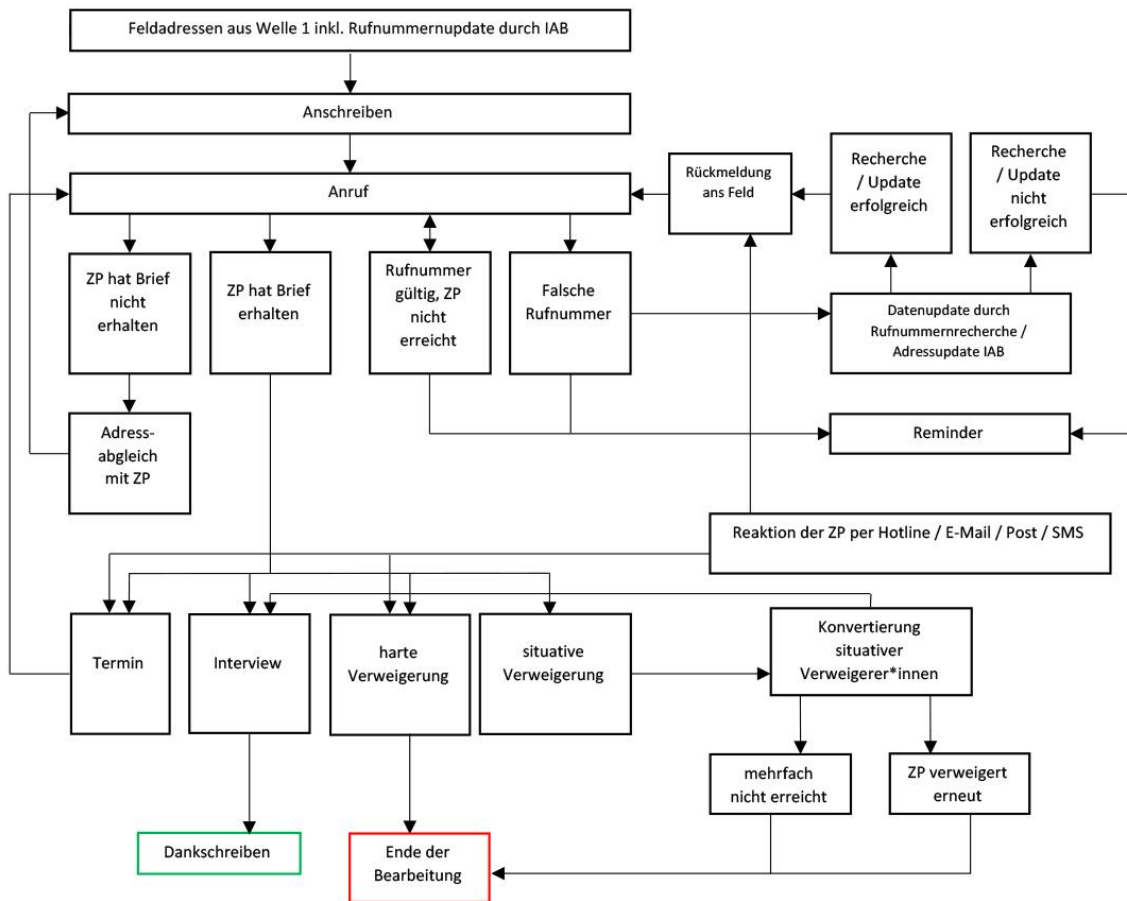 Feldadressen aus Welle 1 inkl. Rufnummernupdate durch IAB
Anschreiben
Anruf
Rückmeldung
ans Feld
Recherche
/ Update
erfolgreich
Recherche
/ Update
nicht
erfolgreich
ZP hat Brief
nicht
erhalten
ZP hat Brief
erhalten
Rufnummer
gültig, ZP
nicht
erreicht
Falsche
Rufnummer
Datenupdate durch
Rufnummernrecherche /
Adressupdate IAB
Adress-
abgleich
mit ZP
Reminder
Reaktion der ZP per Hotline / E-Mail / Post / SMS
Termin
Interview
harte
Verweigerung
situative
Verweigerung
Konvertierung
situativer
Verweigerer*innen
mehrfach
nicht erreicht
ZP verweigert
erneut
Dankschreiben
Ende der
Bearbeitung